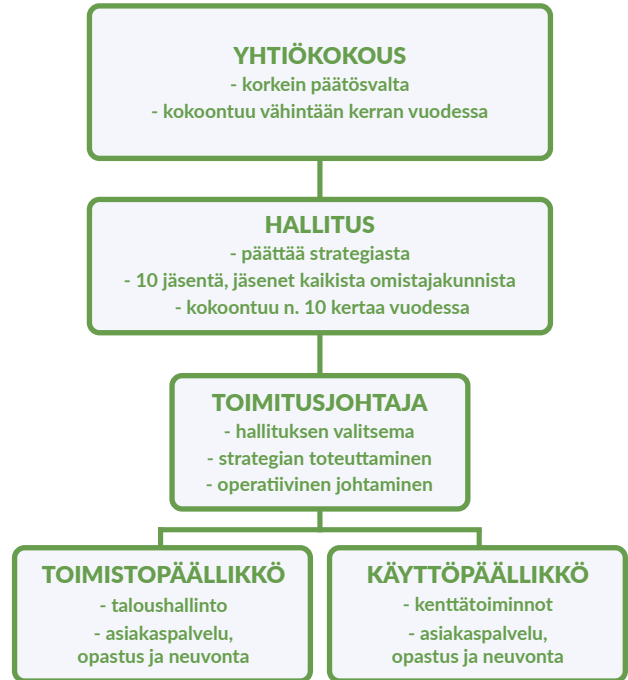 YHTIÖKOKOUS
- korkein päätösvalta
- kokoontuu vähintään kerran vuodessa
HALLITUS
- päättää strategiasta
- 10 jäsentä, jäsenet kaikista omistajakunnista
- kokoontuu n. 10 kertaa vuodessa
TOIMITUSJOHTAJA
- hallituksen valitsema
- strategian toteuttaminen
- operatiivinen johtaminen
TOIMISTOPÄÄLLIKKÖ
- taloushallinto
- asiakaspalvelu,
opastus ja neuvonta
KÄYTTÖPÄÄLLIKKÖ
- kenttätoiminnot
- asiakaspalvelu,
opastus ja neuvonta